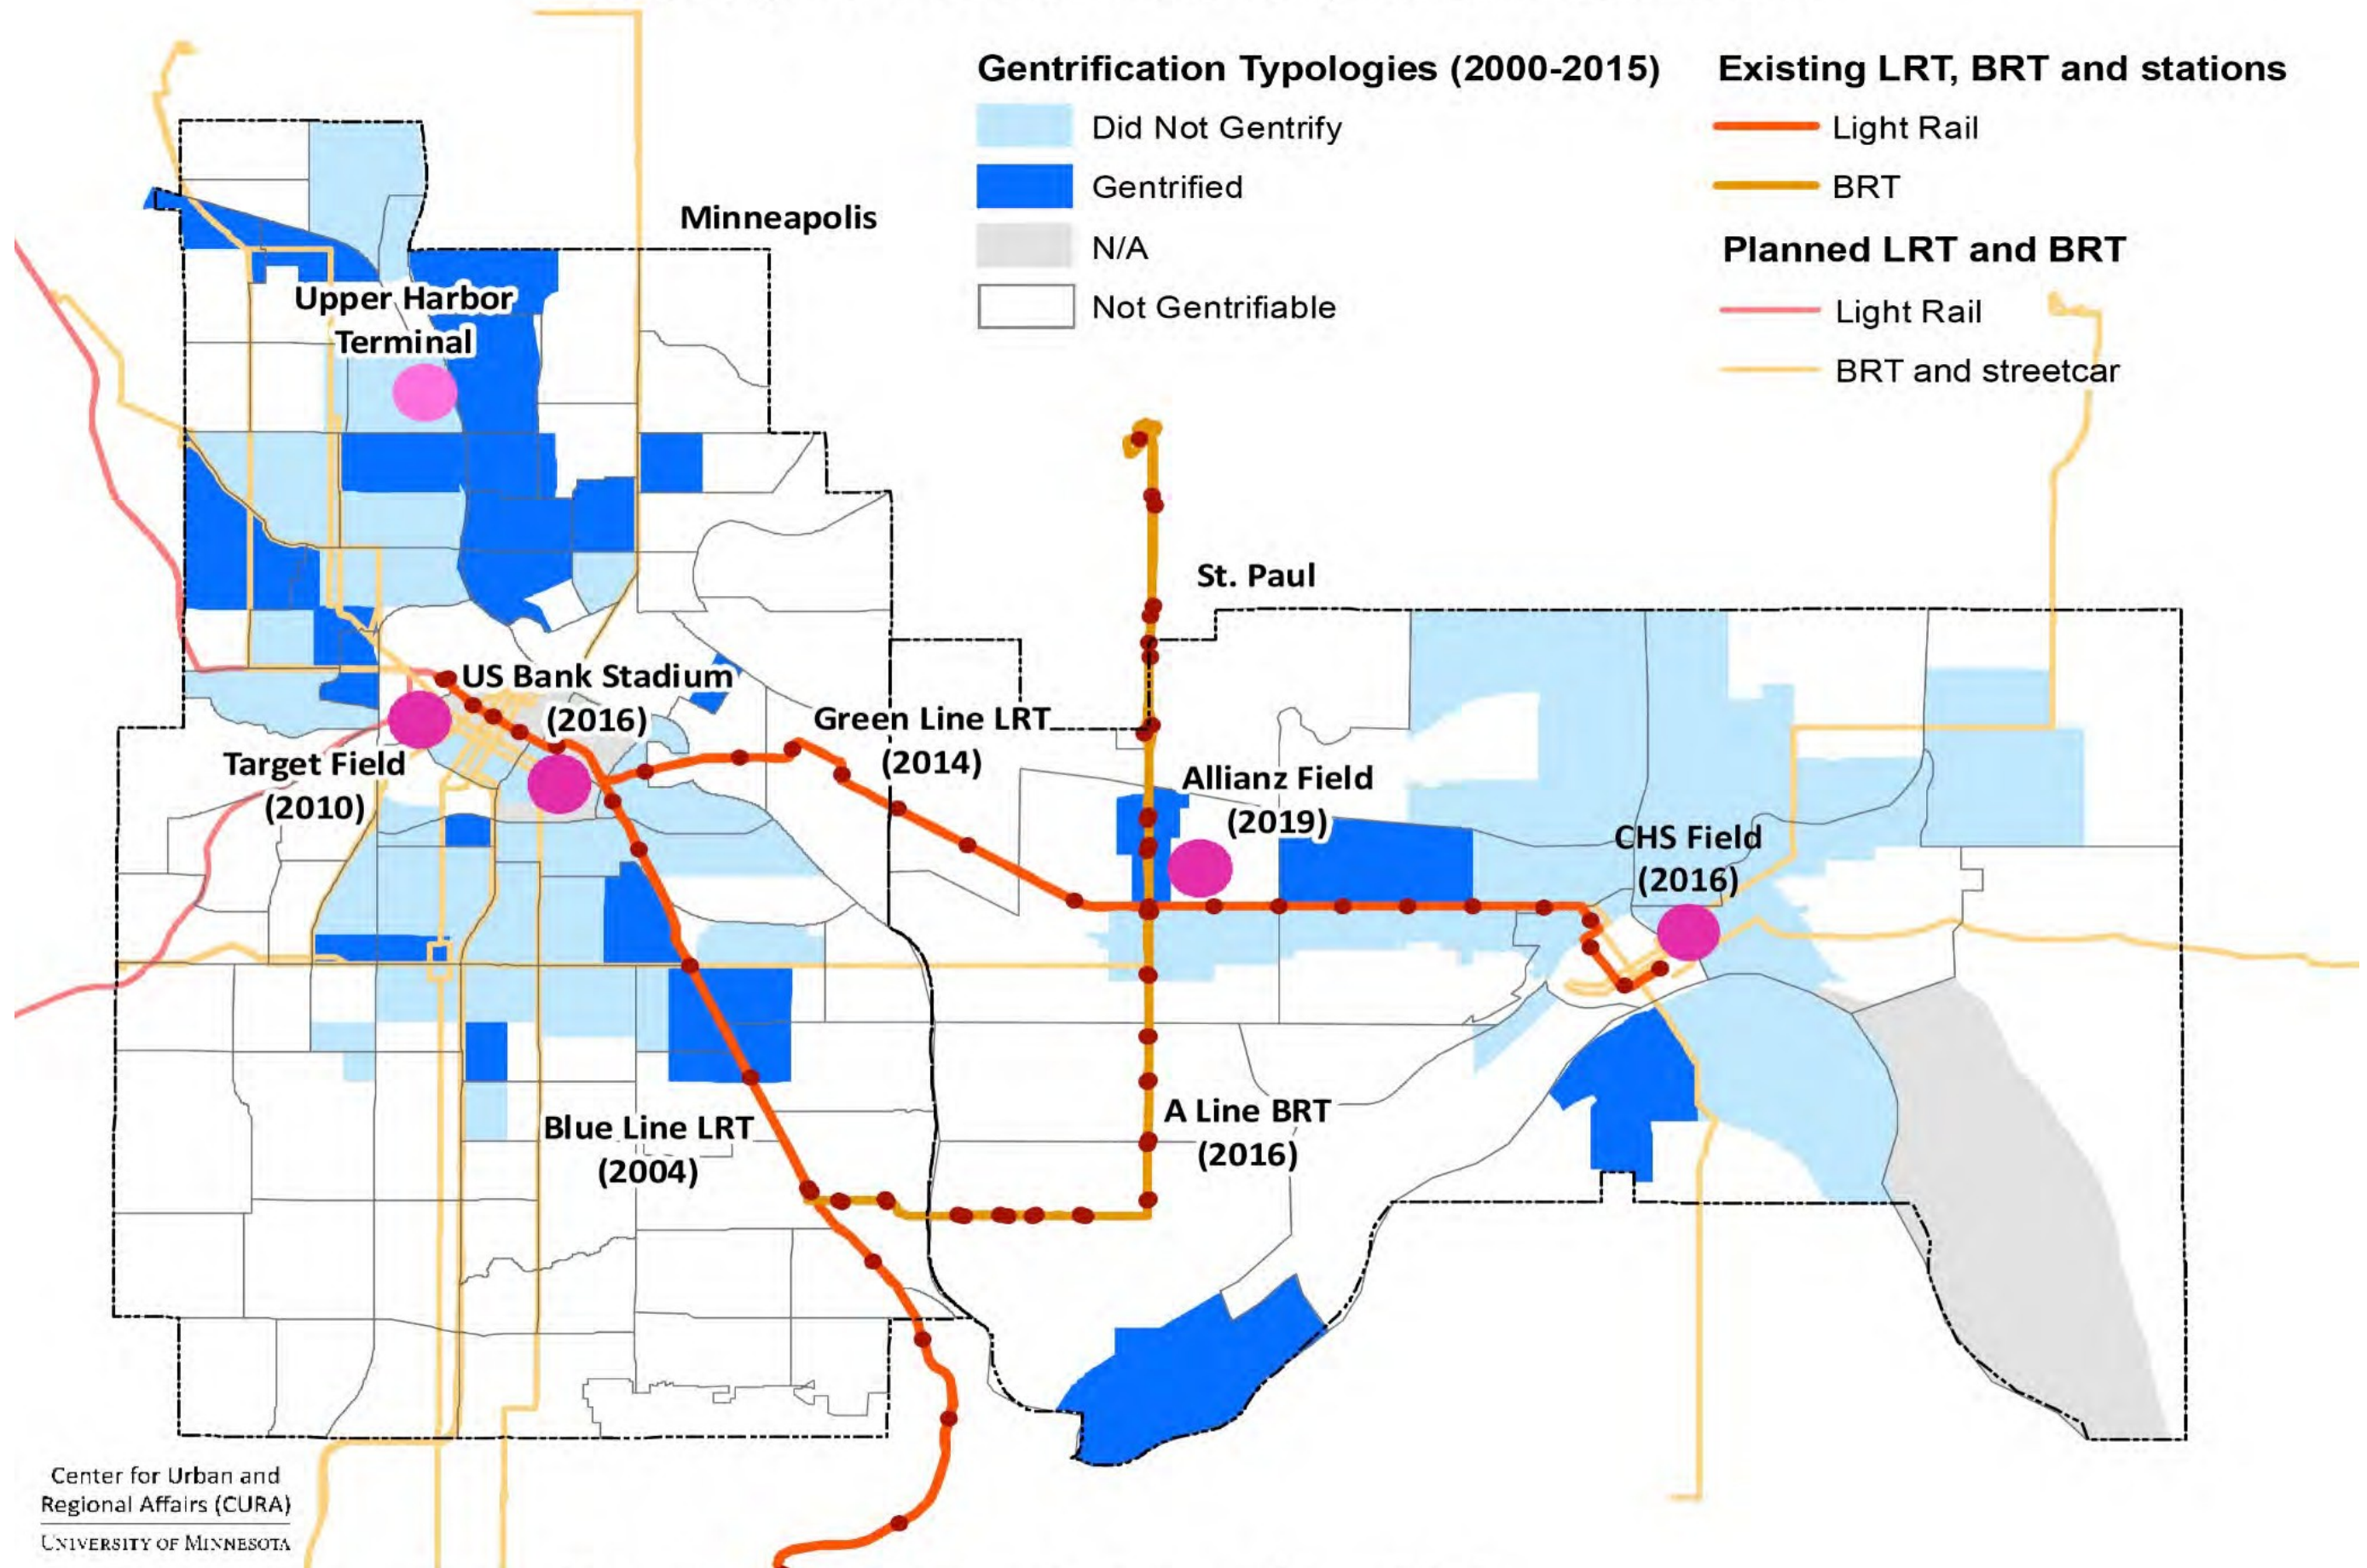 Gentrification Typologies (2000-2015)
Did Not Gentrify
Gentrified
N/A
Not Gentrifiable
Existing LRT, BRT and stations
Light Rail
BRT
Planned LRT and BRT
Light Rail
BRT and streetcar
Minneapolis
Upper Harbor
Terminal
St. Paul
US Bank Stadium
(2016)
Green Line LRT
(2014)
Target Field
(2010)
Allianz Field
(2019)
CHS Field
(2016)
Blue Line LRT
(2004)
A Line BRT
(2016)
Center for Urban and
Regional Affairs (CURA)
UNIVERSITY OF MINNESOTA